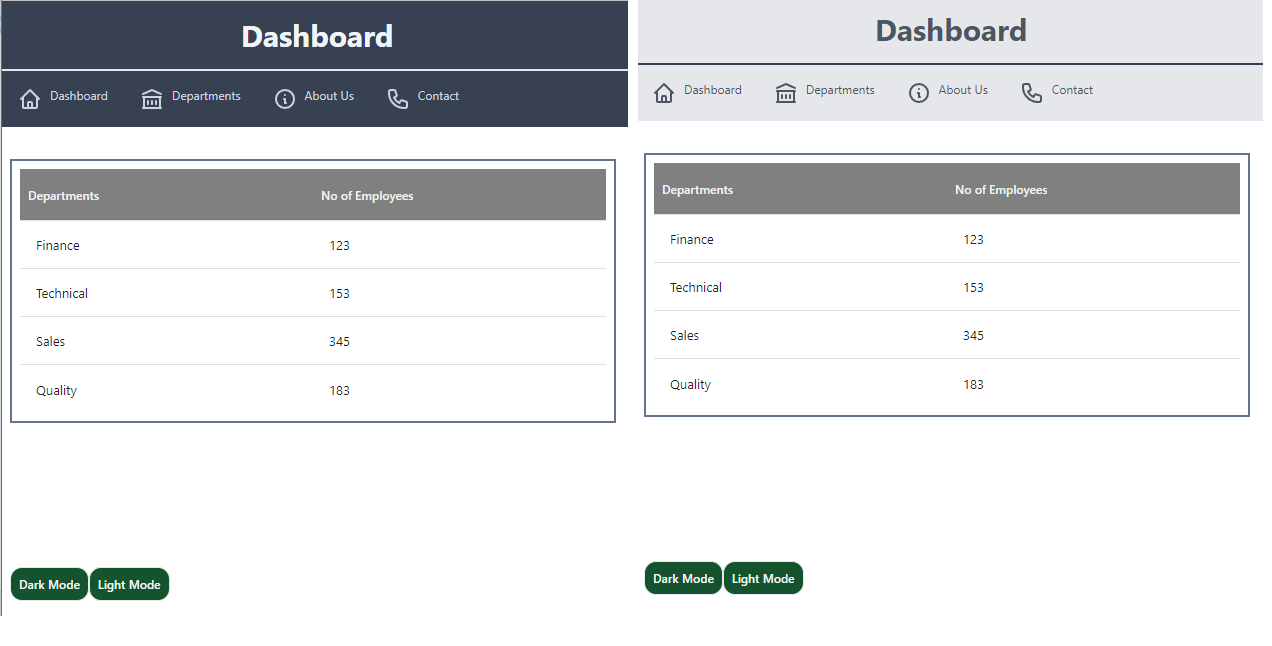 Dashboard
Dashboard Departments About Us Contact
Departments No of Employees
Finance 123
Technical 153
Sales 345
Quality 183
Dark Mode Light Mode
Dashboard
Dashboard Departments About Us Contact
Departments No of Employees
Finance 123
Technical 153
Sales 345
Quality 183
Dark Mode Light Mode